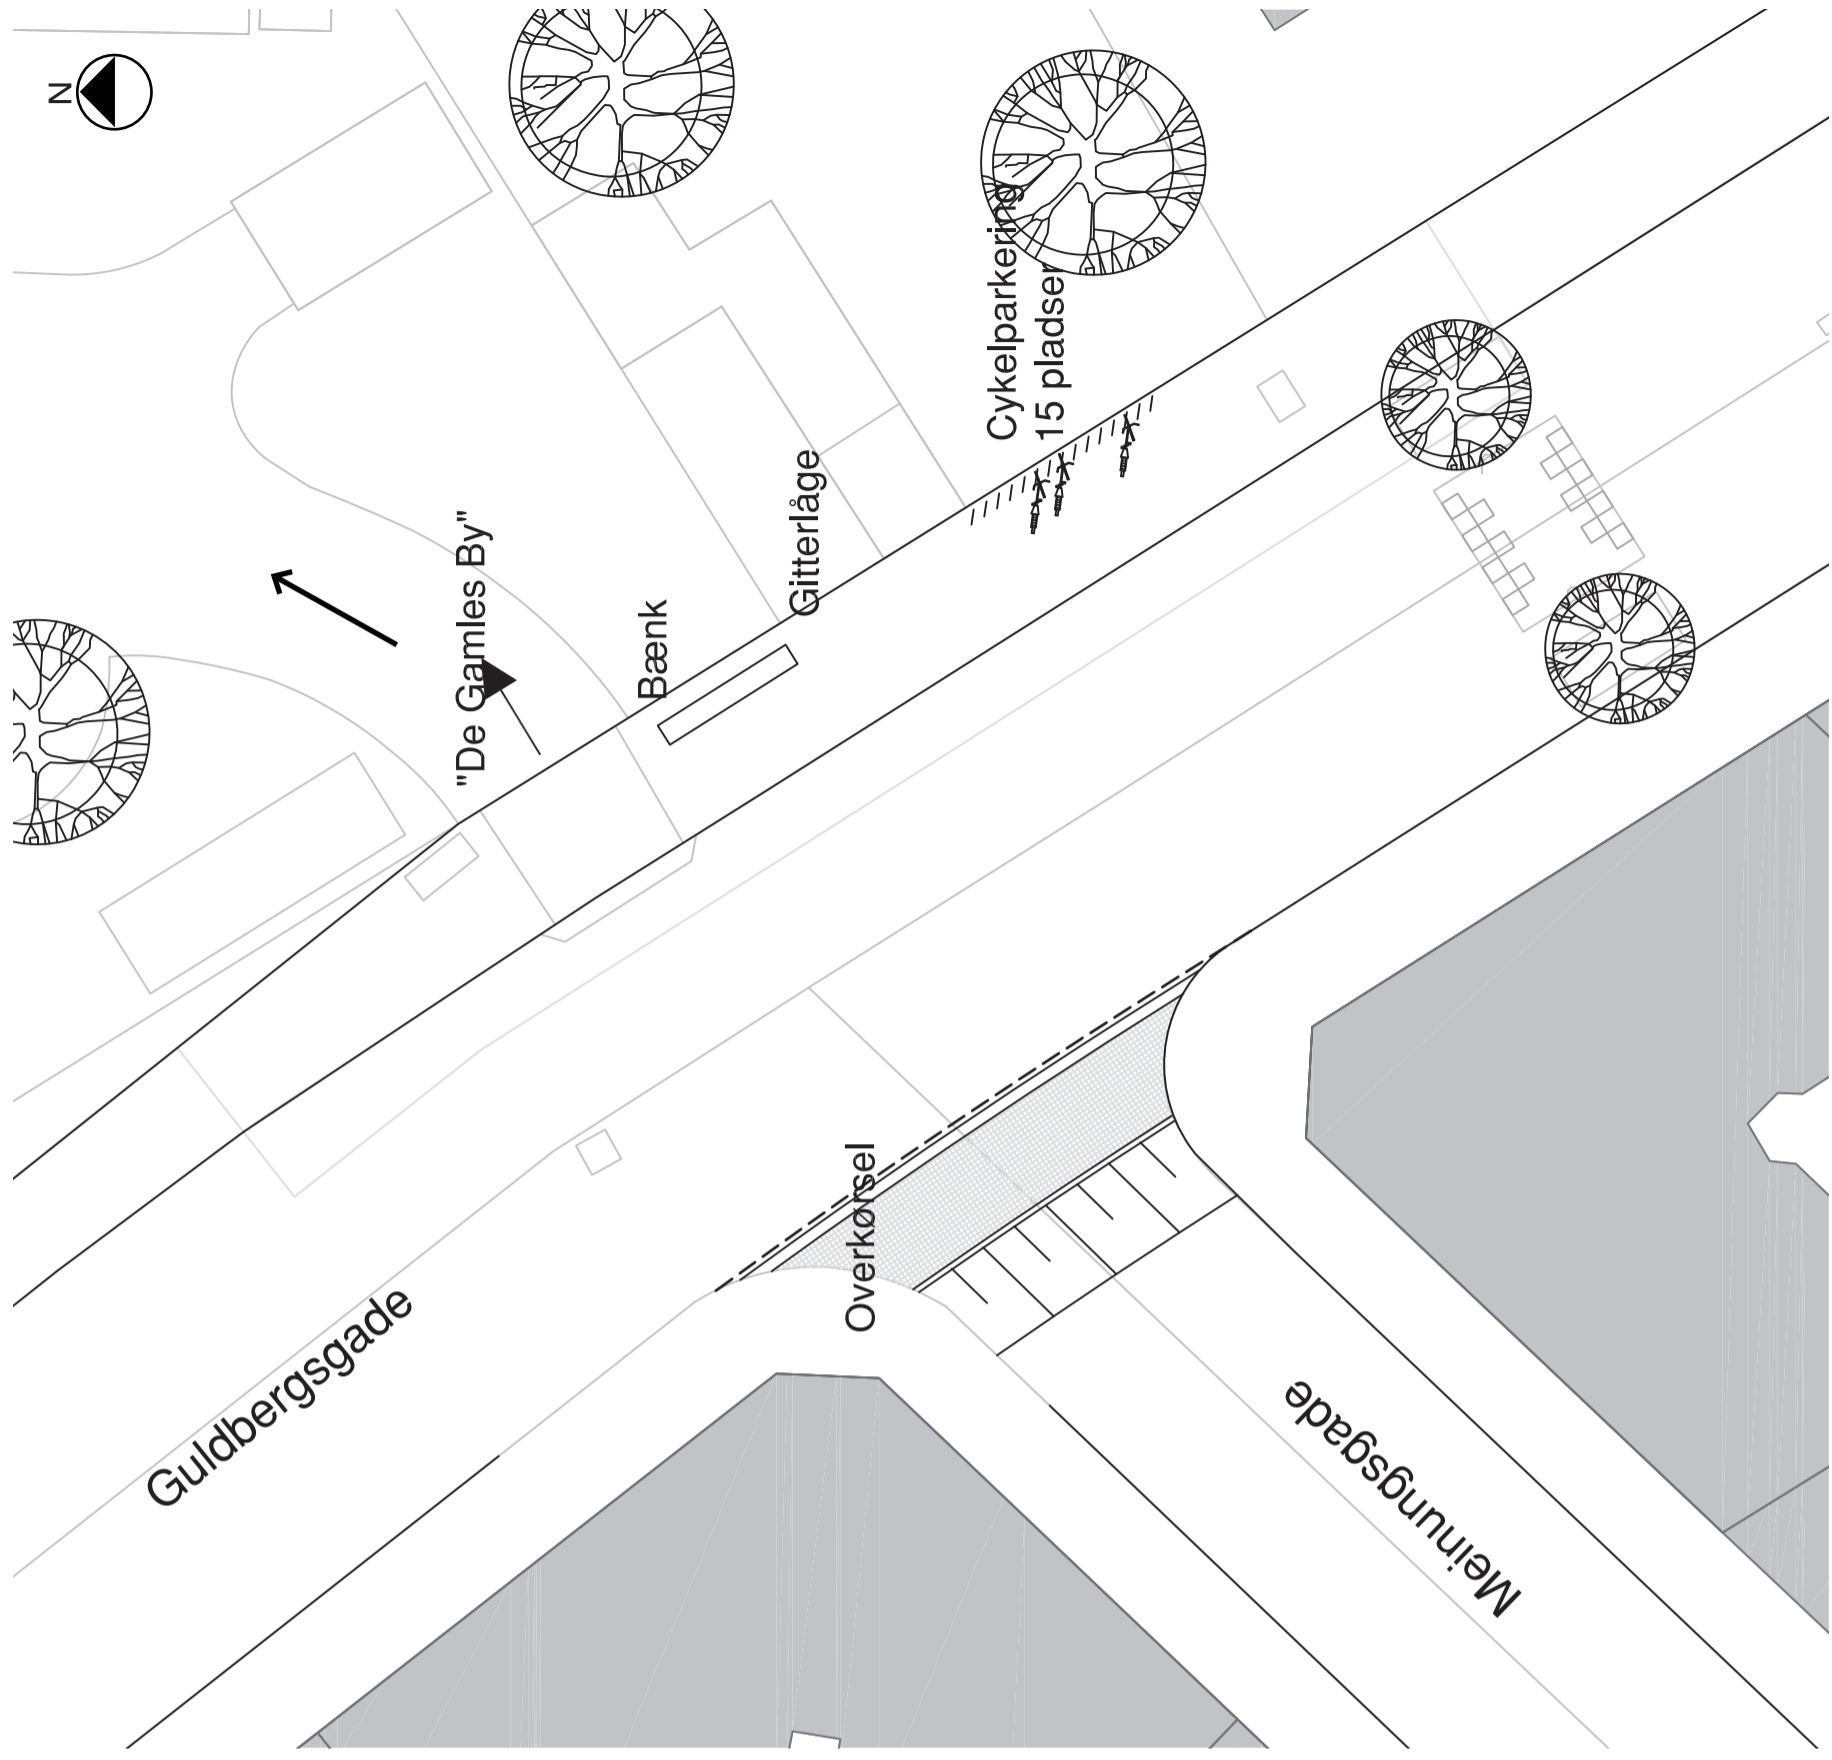 N
"De Gamles By"
Bænk
Gitterlåge
Cykelparkering
15 pladser
Overkørsel
Guldbergsgade
Meinungsgade